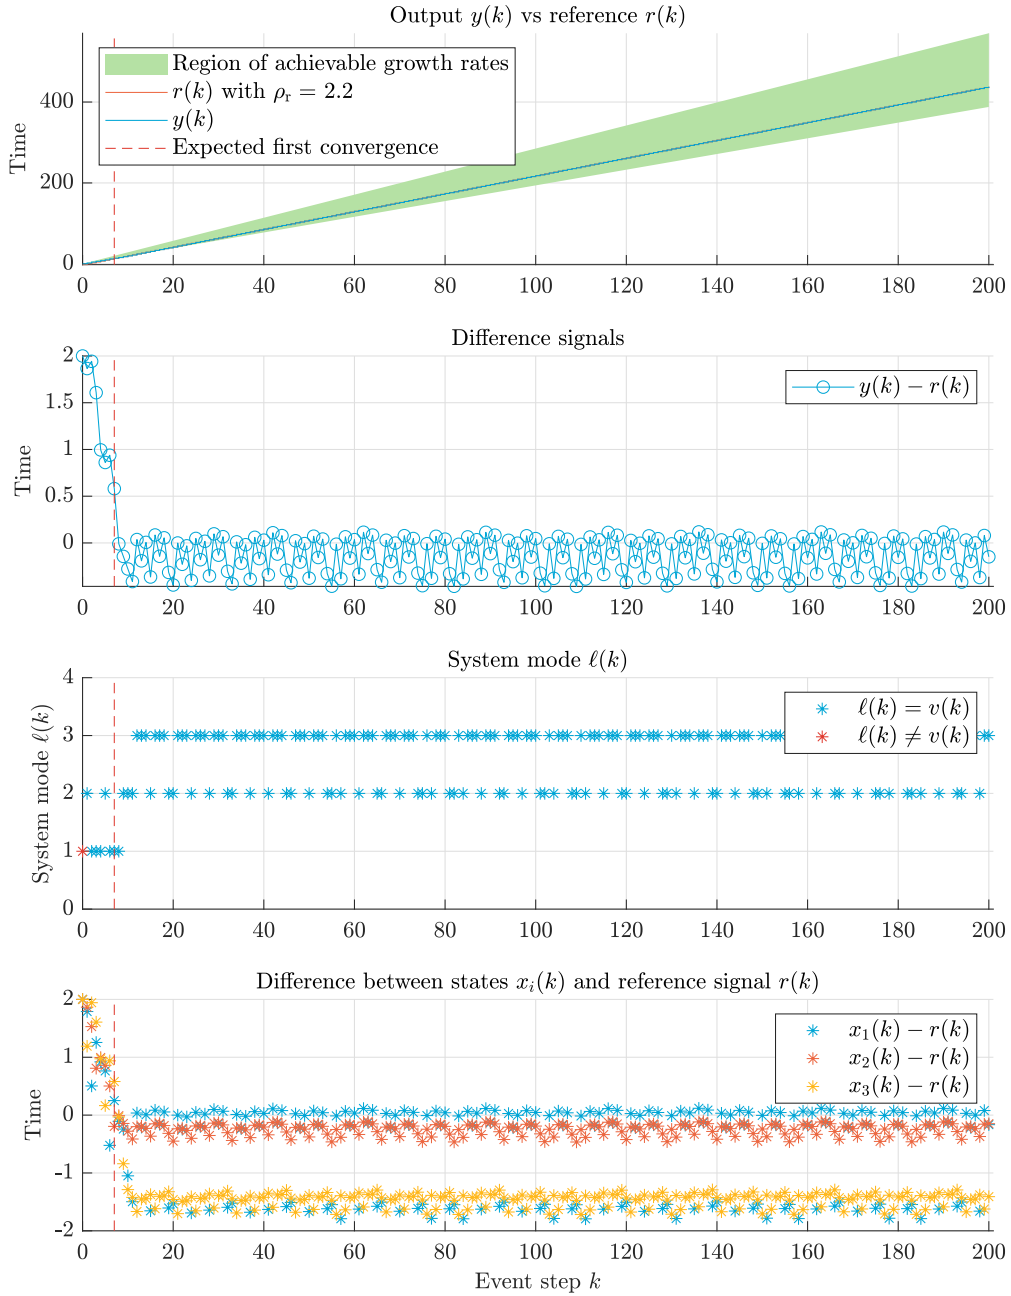 Output y(k) vs reference r(k)
Region of achievable growth rates
r(k) with ρr = 2.2
y(k)
Expected first convergence
Time
400
200
0
0 20 40 60 80 100 120 140 160 180 200
Difference signals
y(k) − r(k)
Time
2
1.5
1
0.5
0
0 20 40 60 80 100 120 140 160 180 200
System mode ℓ(k)
ℓ(k) = v(k)
ℓ(k) ≠ v(k)
System mode ℓ(k)
4
3
2
1
0
0 20 40 60 80 100 120 140 160 180 200
Difference between states xi(k) and reference signal r(k)
x1(k) − r(k)
x2(k) − r(k)
x3(k) − r(k)
Time
2
1
0
-1
-2
0 20 40 60 80 100 120 140 160 180 200
Event step k